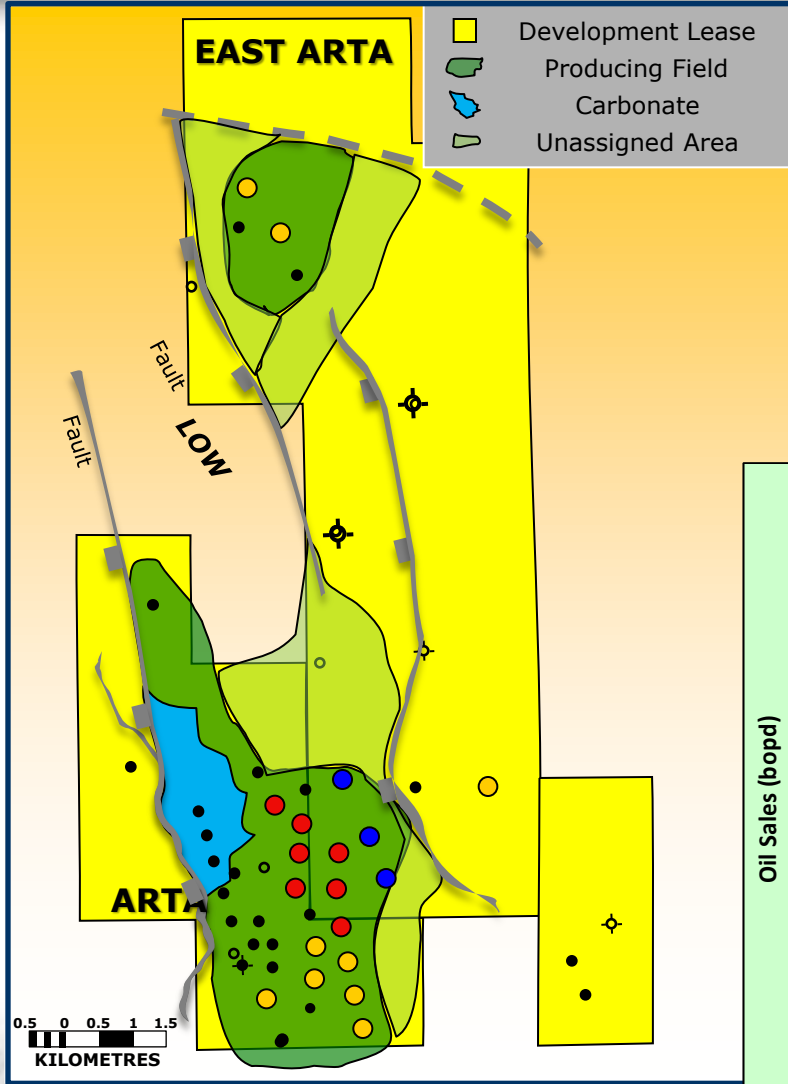 EAST ARTA
Development Lease
Producing Field
Carbonate
Unassigned Area
Fault
Fault
LOW
ARTA
Oil Sales (bopd)
0.5 0 0.5 1 1.5
KILOMETRES